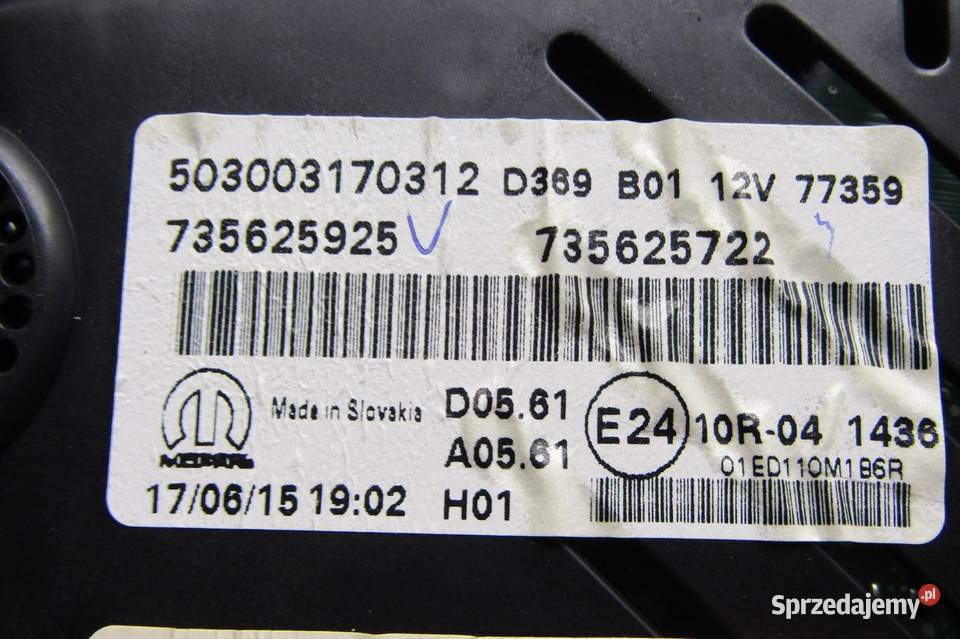 503003170312 D369 B01 12V 77359
735625925 735625722
Made in Slovakia D05.61 E24 10R-04 1436
A05.61 01ED110M1B6R
17/06/15 19:02 H01
Sprzedajemy.pl